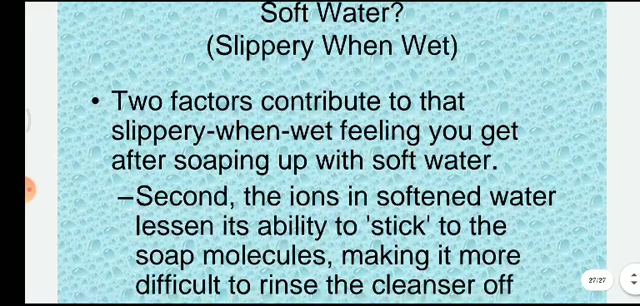 Soft Water?
(Slippery When Wet)
• Two factors contribute to that
slippery-when-wet feeling you get
after soaping up with soft water.
–Second, the ions in softened water
lessen its ability to 'stick' to the
soap molecules, making it more
difficult to rinse the cleanser off
27/27